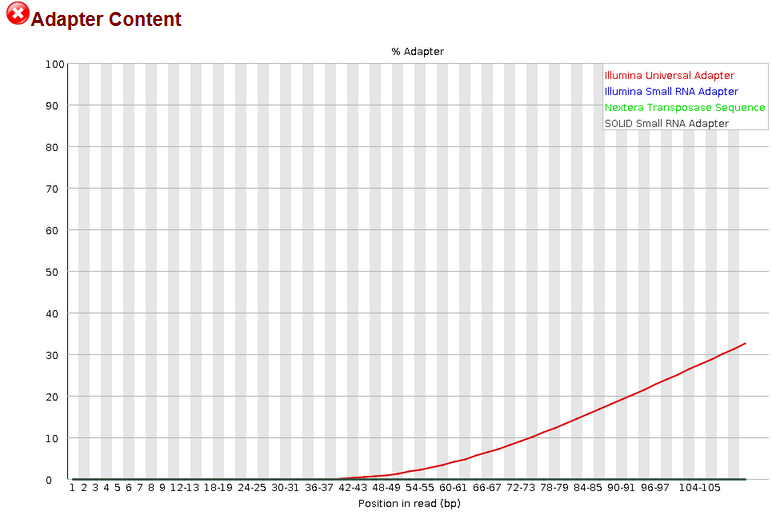 Adapter Content
% Adapter
100
90
80
70
60
50
40
30
20
10
0
Illumina Universal Adapter
Illumina Small RNA Adapter
Nextera Transposase Sequence
SOLID Small RNA Adapter
1 2 3 4 5 6 7 8 9 12-13 18-19 24-25 30-31 36-37 42-43 48-49 54-55 60-61 66-67 72-73 78-79 84-85 90-91 96-97 104-105
Position in read (bp)